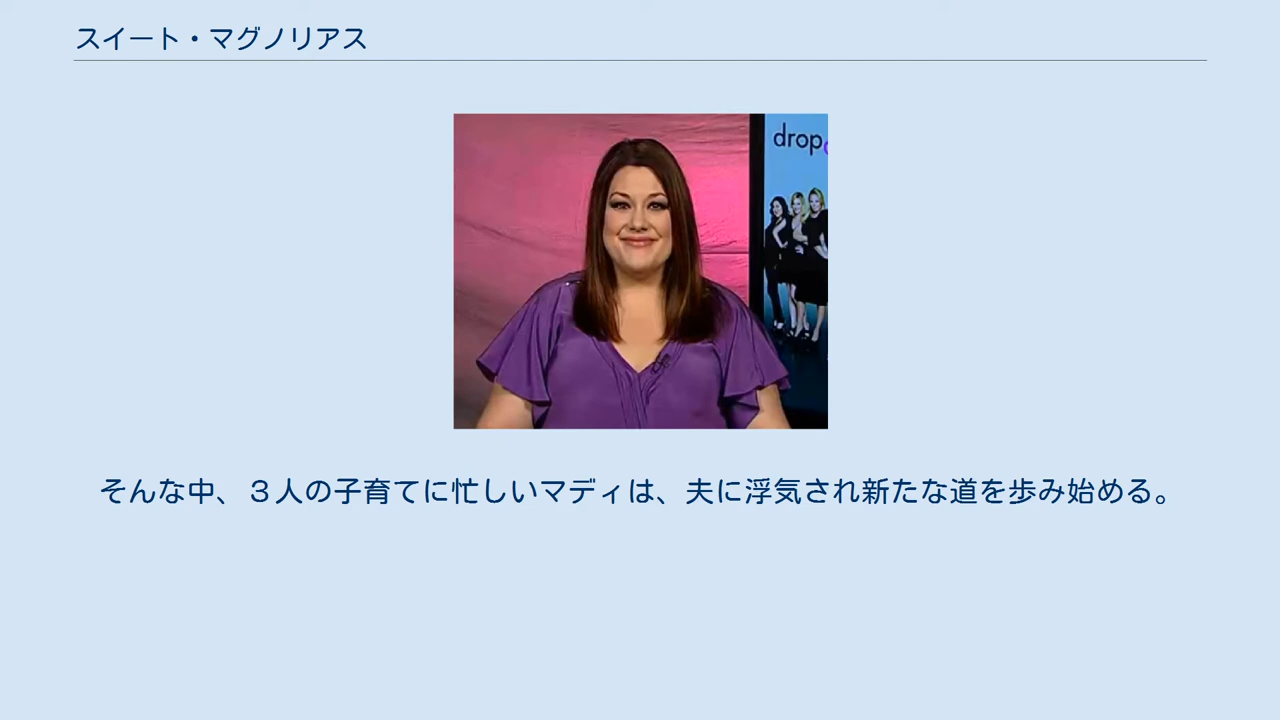 スイート・マグノリアス
drop
そんな中、３人の子育てに忙しいマディは、夫に浮気され新たな道を歩み始める。